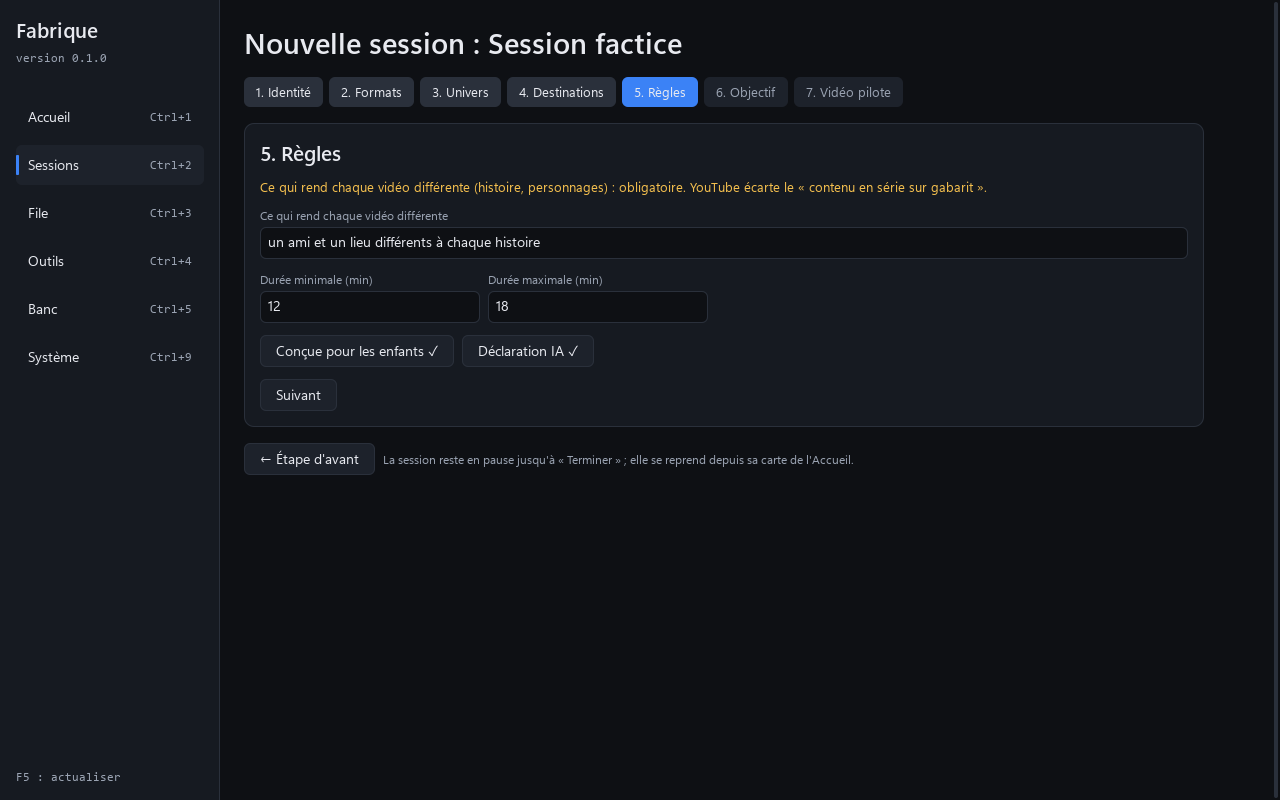 Fabrique
version 0.1.0
Accueil Ctrl+1
Sessions Ctrl+2
File Ctrl+3
Outils Ctrl+4
Banc Ctrl+5
Système Ctrl+9
F5 : actualiser
Nouvelle session : Session factice
1. Identité 2. Formats 3. Univers 4. Destinations 5. Règles 6. Objectif 7. Vidéo pilote
5. Règles
Ce qui rend chaque vidéo différente (histoire, personnages) : obligatoire. YouTube écarte le « contenu en série sur gabarit ».
Ce qui rend chaque vidéo différente
un ami et un lieu différents à chaque histoire
Durée minimale (min) Durée maximale (min)
12 18
Conçue pour les enfants ✓ Déclaration IA ✓
Suivant
← Étape d'avant La session reste en pause jusqu'à « Terminer » ; elle se reprend depuis sa carte de l'Accueil.